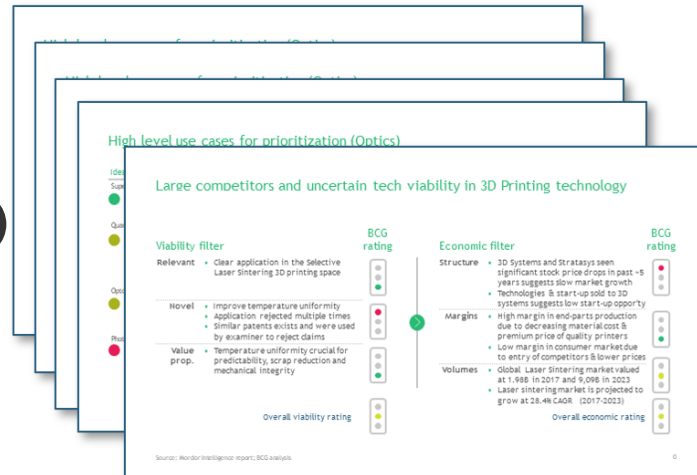 High level use cases for prioritization (Optics)
Large competitors and uncertain tech viability in 3D Printing technology
Viability filter
BCG
rating
Relevant
• Clear application in the Selective
Laser Sintering 3D printing space
Novel
• Improve temperature uniformity
• Application rejected multiple times
• Similar patents exists and were used
by examiner to reject claims
Value
prop.
• Temperature uniformity crucial for
predictability, scrap reduction and
mechanical integrity
Overall viability rating
Economic filter
BCG
rating
Structure
• 3D Systems and Stratasys seen
significant stock price drops in past ~5
years suggests slow market growth
• Technologies & start-up sold to 3D
systems suggests low start-up opporty
Margins
• High margin in end-parts production
due to decreasing material cost &
premium price of quality printers
• Low margin in consumer market due
to entry of competitors & lower prices
Volumes
• Global Laser Sintering market valued
at 1.98B in 2017 and 9,09B in 2023
• Laser sintering market is projected to
grow at 28.4% CAGR (2017-2023)
Overall economic rating
Source: Mordor Intelligence report; BCG analysis
0